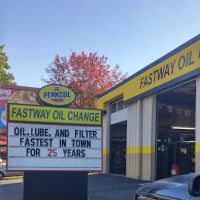 PENNZOIL
FASTWAY OIL CHANGE
OIL, LUBE, AND FILTER
FASTEST IN TOWN
FOR 25 YEARS
FASTWAY OIL C